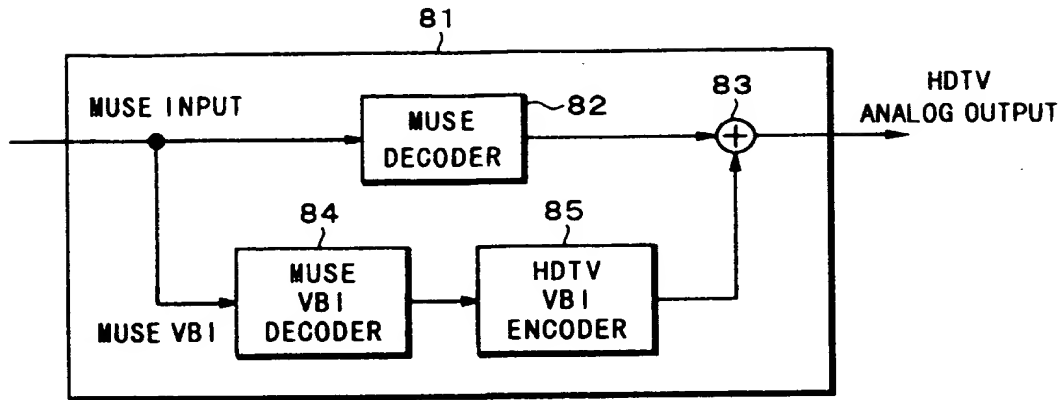 81
HDTV
ANALOG OUTPUT
MUSE INPUT
82
83
MUSE
DECODER
+
84
85
MUSE
VBI
DECODER
HDTV
VBI
ENCODER
MUSE VBI